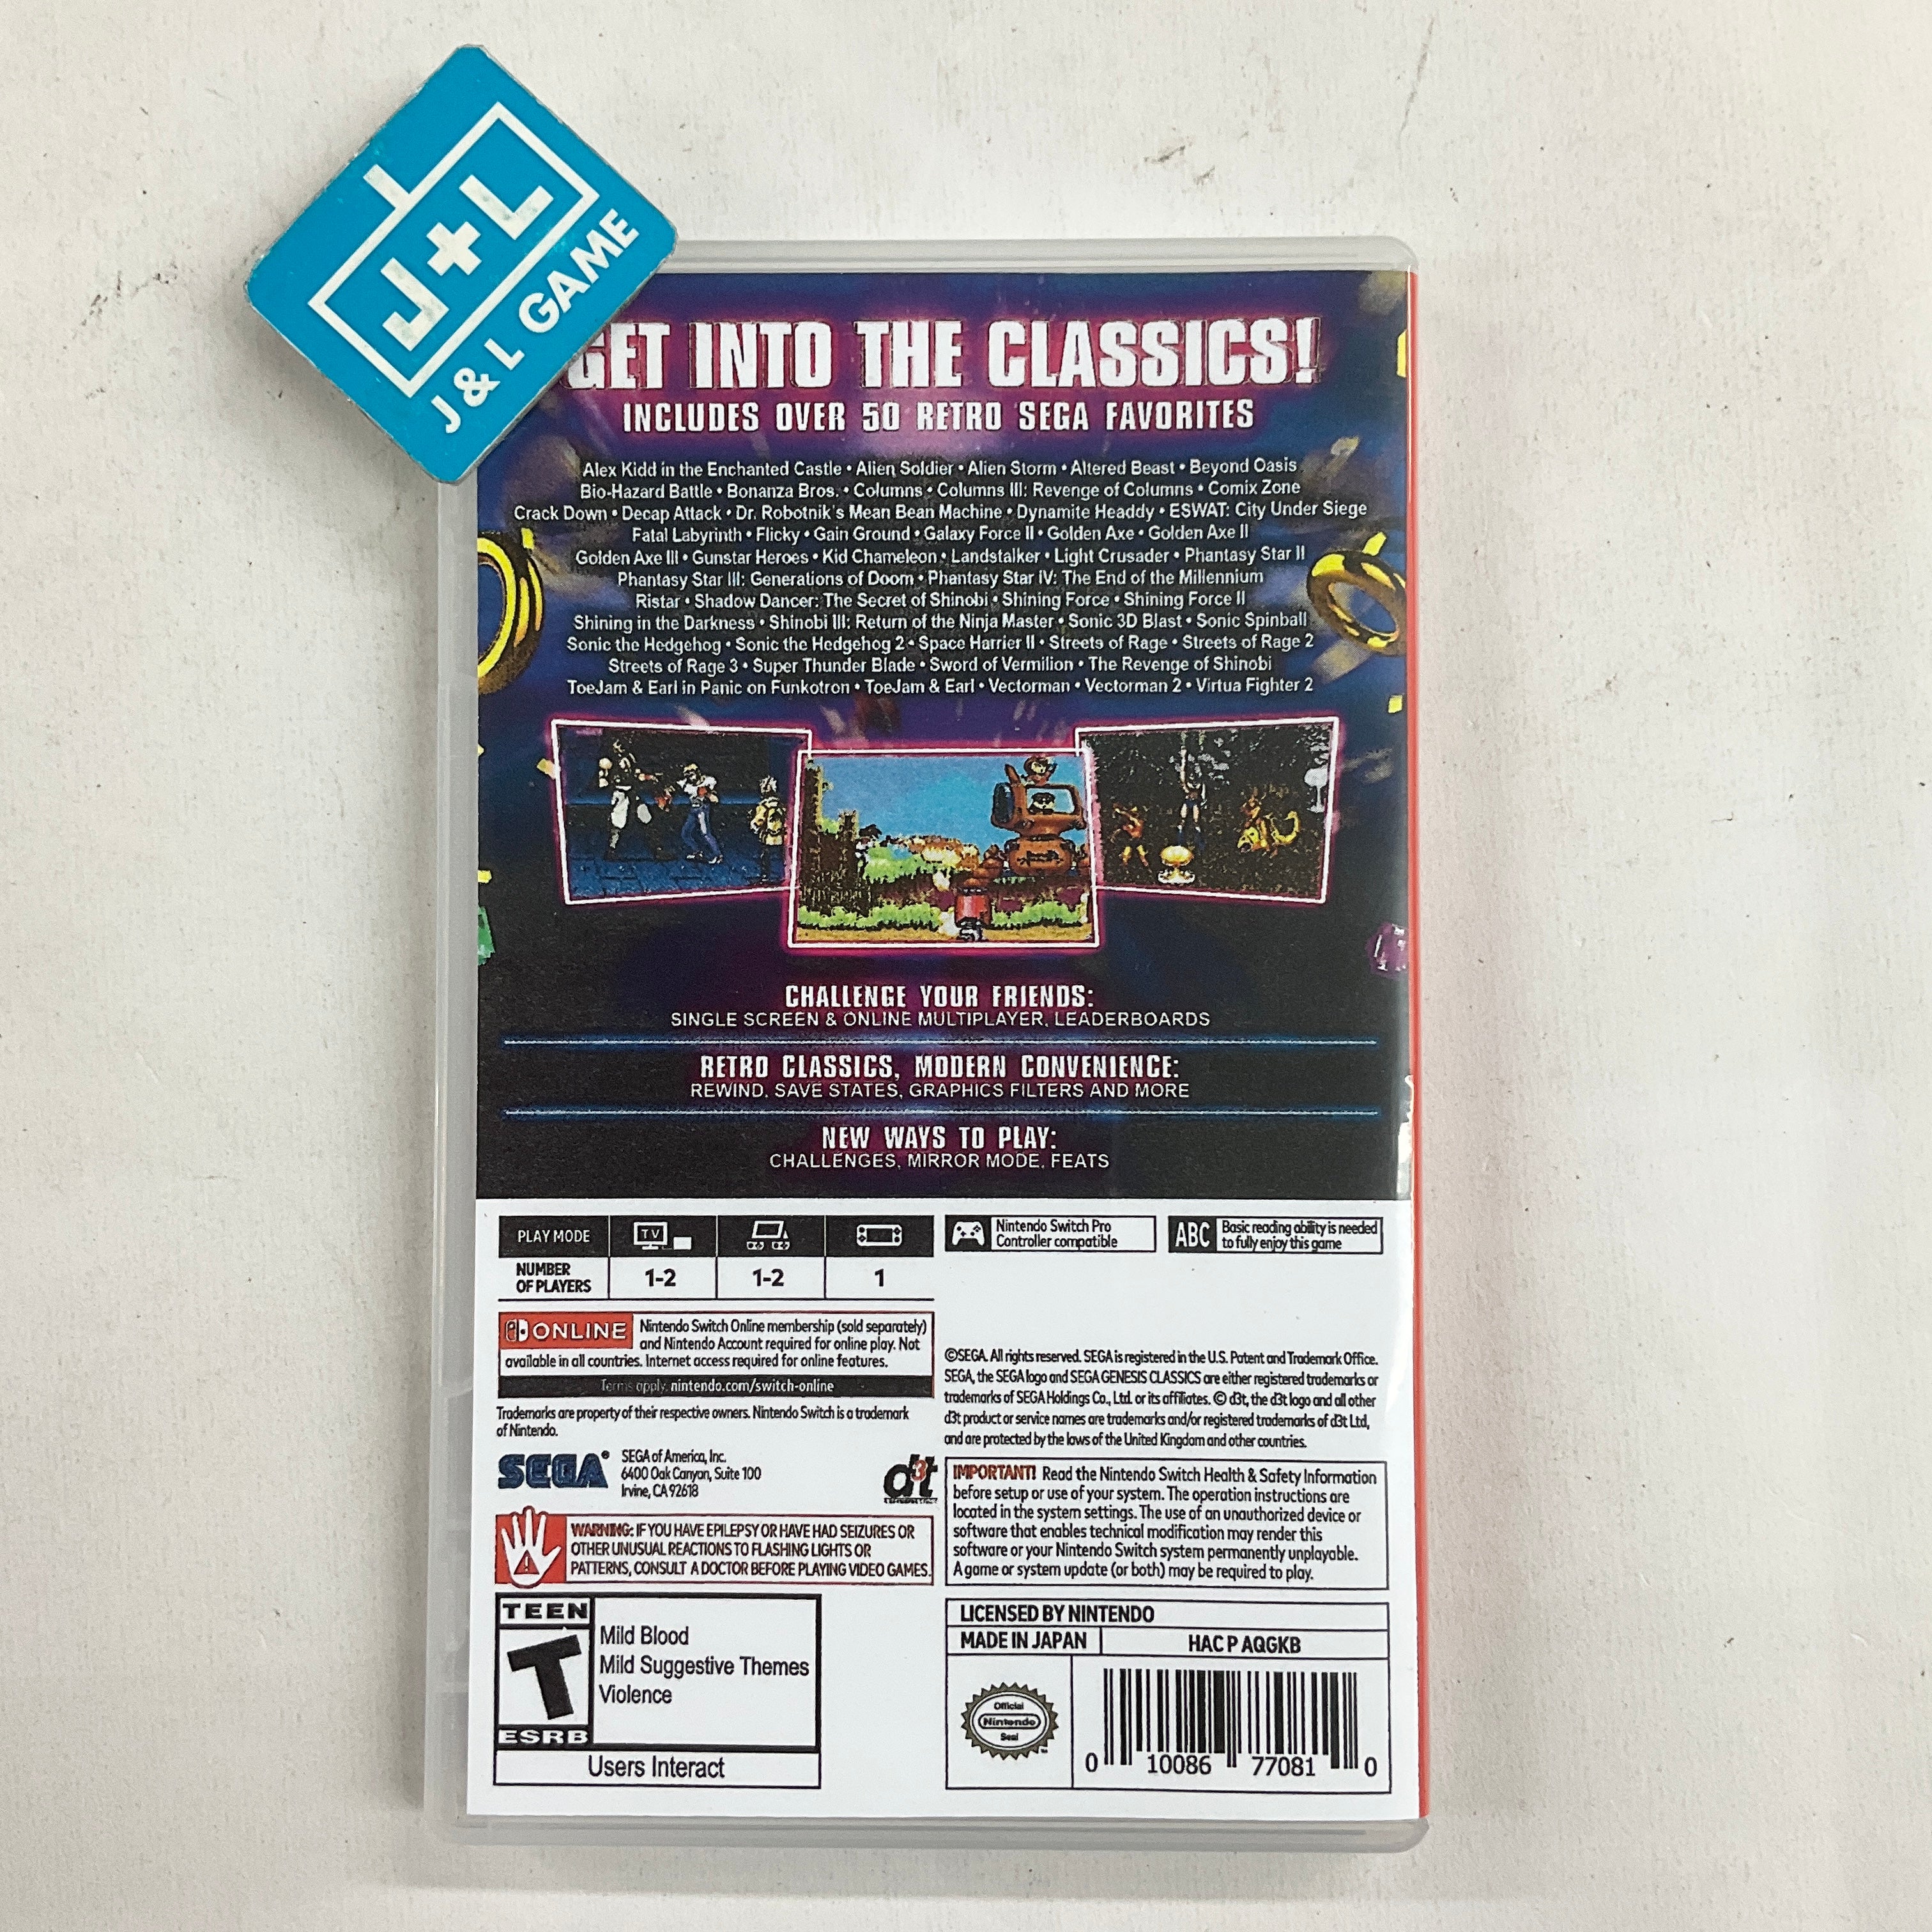 J+L
J&L GAME
GET INTO THE CLASSICS!
INCLUDES OVER 50 RETRO SEGA FAVORITES
Alex Kidd in the Enchanted Castle • Alien Soldier • Alien Storm • Altered Beast • Beyond Oasis
Bio-Hazard Battle • Bonanza Bros. • Columns • Columns III: Revenge of Columns • Comix Zone
Crack Down • Decap Attack • Dr. Robotnik's Mean Bean Machine • Dynamite Headdy • ESWAT: City Under Siege
Fatal Labyrinth • Flicky • Gain Ground • Galaxy Force II • Golden Axe • Golden Axe II
Golden Axe III • Gunstar Heroes • Kid Chameleon • Landstalker • Light Crusader • Phantasy Star II
Phantasy Star III: Generations of Doom • Phantasy Star IV: The End of the Millennium
Ristar • Shadow Dancer: The Secret of Shinobi • Shining Force • Shining Force II
Shining in the Darkness • Shinobi III: Return of the Ninja Master • Sonic 3D Blast • Sonic Spinball
Sonic the Hedgehog • Sonic the Hedgehog 2 • Space Harrier II • Streets of Rage • Streets of Rage 2
Streets of Rage 3 • Super Thunder Blade • Sword of Vermilion • The Revenge of Shinobi
ToeJam & Earl in Panic on Funkotron • ToeJam & Earl • Vectorman • Vectorman 2 • Virtua Fighter 2
CHALLENGE YOUR FRIENDS:
SINGLE SCREEN & ONLINE MULTIPLAYER, LEADERBOARDS
RETRO CLASSICS, MODERN CONVENIENCE:
REWIND, SAVE STATES, GRAPHICS FILTERS AND MORE
NEW WAYS TO PLAY:
CHALLENGES, MIRROR MODE, FEATS
PLAY MODE TV
NUMBER
OF PLAYERS 1-2 1-2 1
Nintendo Switch Pro
Controller compatible
ABC Basic reading ability is needed
to fully enjoy this game
ONLINE Nintendo Switch Online membership (sold separately)
and Nintendo Account required for online play. Not
available in all countries. Internet access required for online features.
Terms apply. nintendo.com/switch-online
Trademarks are property of their respective owners. Nintendo Switch is a trademark
of Nintendo.
SEGA®
SEGA of America, Inc.
6400 Oak Canyon, Suite 100
Irvine, CA 92618
d3t
WARNING: IF YOU HAVE EPILEPSY OR HAVE HAD SEIZURES OR
OTHER UNUSUAL REACTIONS TO FLASHING LIGHTS OR
PATTERNS, CONSULT A DOCTOR BEFORE PLAYING VIDEO GAMES.
TEEN
T
ESRB
Mild Blood
Mild Suggestive Themes
Violence
Users Interact
©SEGA. All rights reserved. SEGA is registered in the U.S. Patent and Trademark Office.
SEGA, the SEGA logo and SEGA GENESIS CLASSICS are either registered trademarks or
trademarks of SEGA Holdings Co., Ltd. or its affiliates. © d3t, the d3t logo and all other
d3t product or service names are trademarks and/or registered trademarks of d3t Ltd,
and are protected by the laws of the United Kingdom and other countries.
IMPORTANT! Read the Nintendo Switch Health & Safety Information
before setup or use of your system. The operation instructions are
located in the system settings. The use of an unauthorized device or
software that enables technical modification may render this
software or your Nintendo Switch system permanently unplayable.
A game or system update (or both) may be required to play.
LICENSED BY NINTENDO
MADE IN JAPAN HAC P AQGKB
Official
Nintendo
Seal
0 10086 77081 0